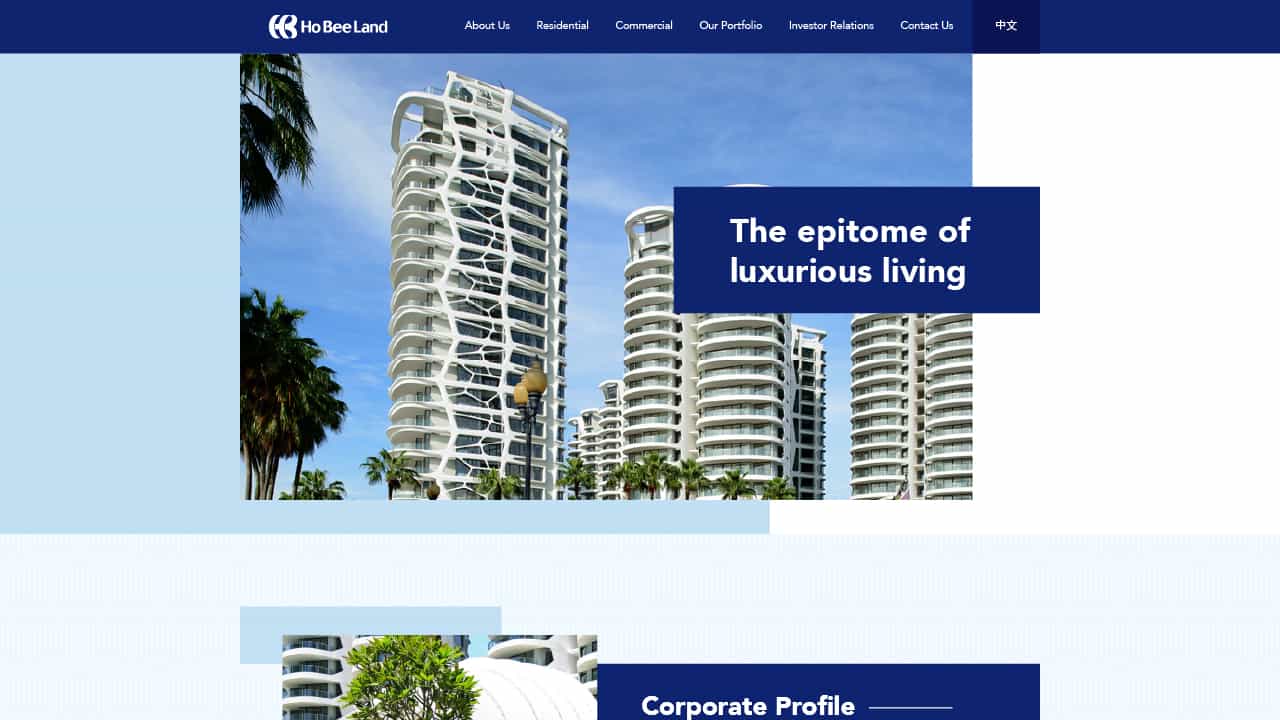 Ho Bee Land
About Us
Residential
Commercial
Our Portfolio
Investor Relations
Contact Us
中文
The epitome of
luxurious living
Corporate Profile